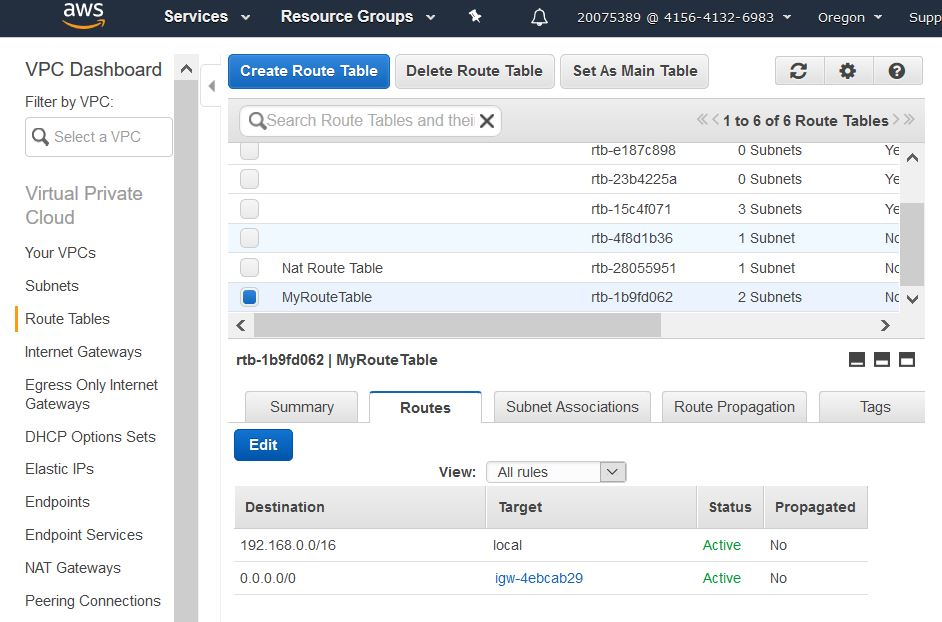 aws
Services
Resource Groups
20075389 @ 4156-4132-6983
Oregon
Supp
VPC Dashboard
Filter by VPC:
Select a VPC
Virtual Private
Cloud
Your VPCs
Subnets
Route Tables
Internet Gateways
Egress Only Internet
Gateways
DHCP Options Sets
Elastic IPs
Endpoints
Endpoint Services
NAT Gateways
Peering Connections
Create Route Table
Delete Route Table
Set As Main Table
Search Route Tables and thei
1 to 6 of 6 Route Tables
rtb-e187c898 0 Subnets Ye
rtb-23b4225a 0 Subnets Ye
rtb-15c4f071 3 Subnets Ye
rtb-4f8d1b36 1 Subnet No
Nat Route Table rtb-28055951 1 Subnet No
MyRouteTable rtb-1b9fd062 2 Subnets No
rtb-1b9fd062 | MyRouteTable
Summary
Routes
Subnet Associations
Route Propagation
Tags
Edit
View: All rules
Destination Target Status Propagated
192.168.0.0/16 local Active No
0.0.0.0/0 igw-4ebcab29 Active No